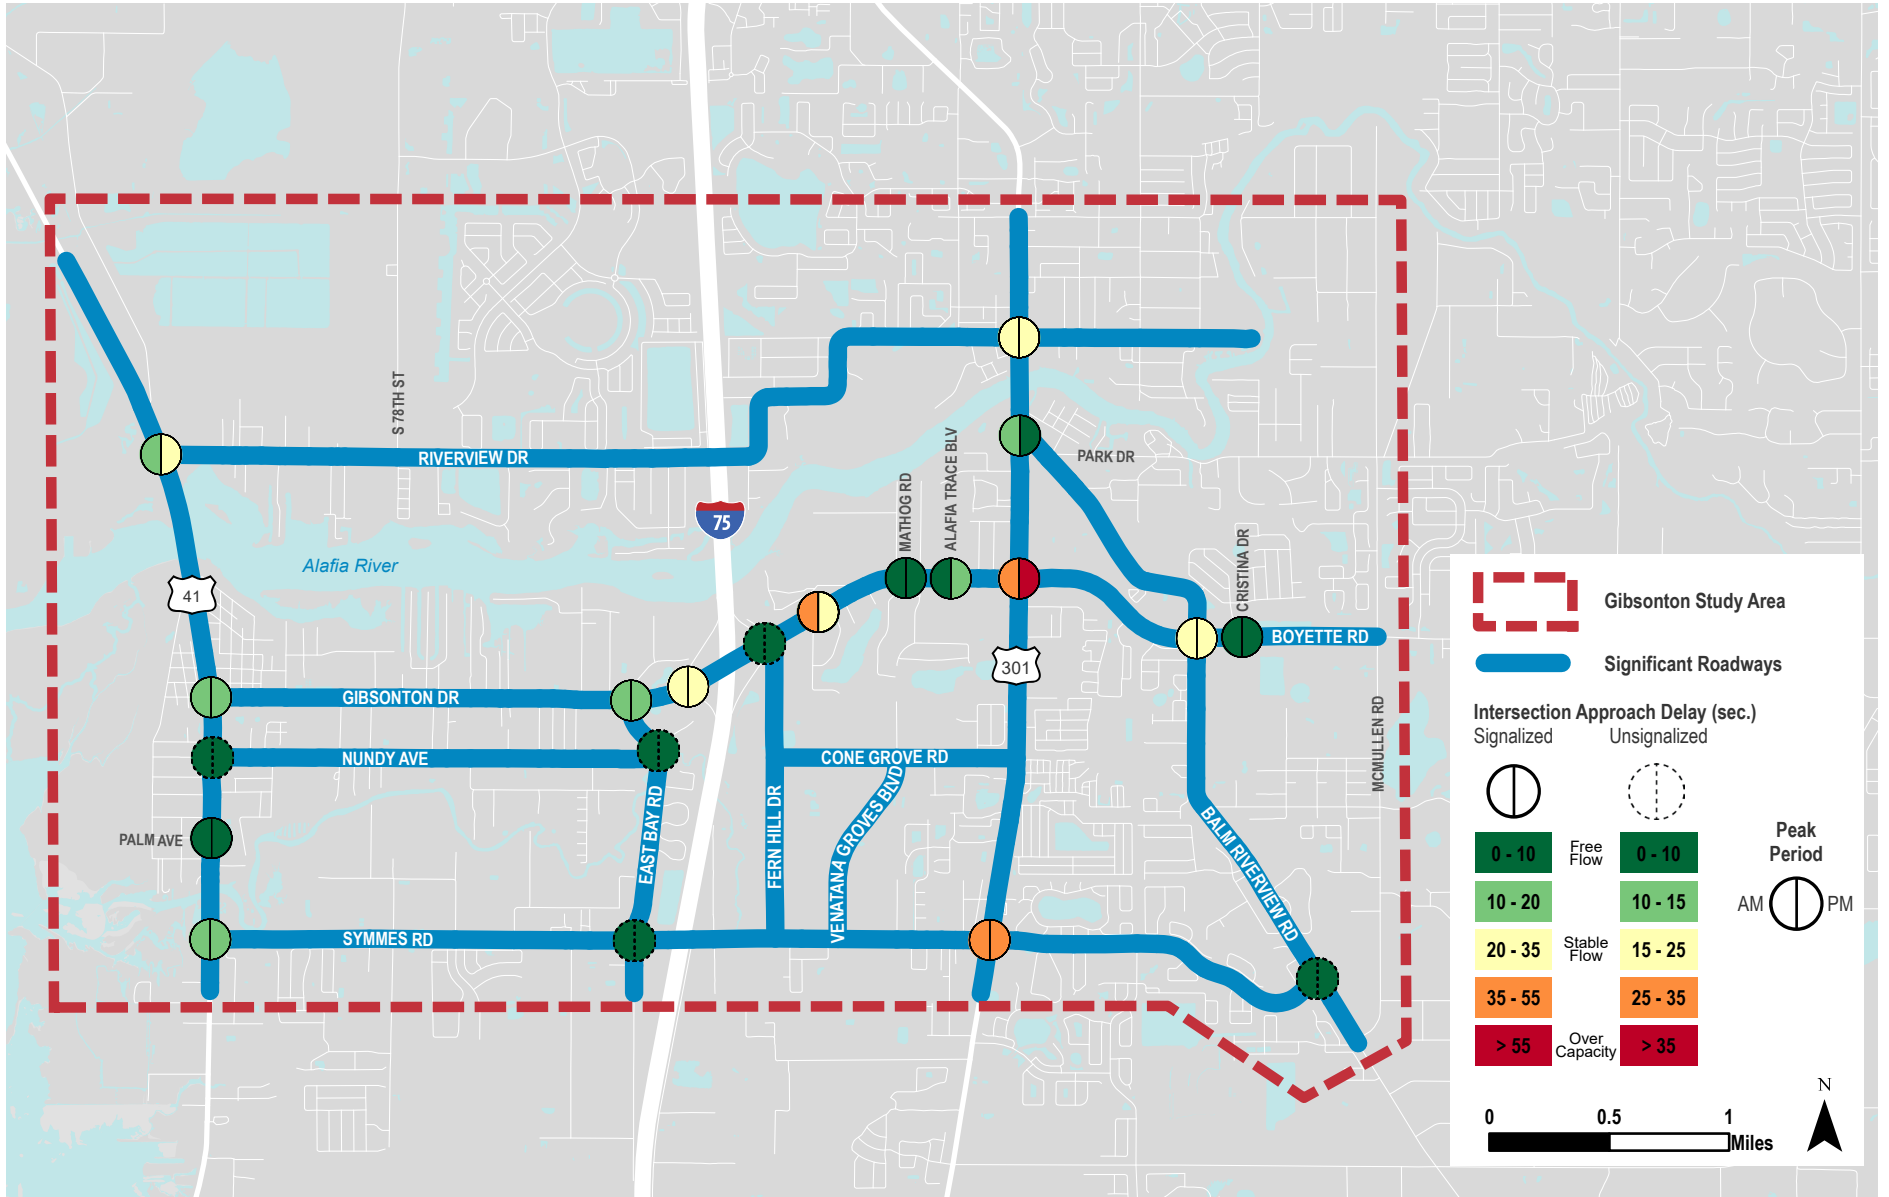 S 78TH ST
RIVERVIEW DR
PARK DR
MATHOG RD
ALAFIA TRACE BLV
75
Alafia River
CRISTINA DR
41
BOYETTE RD
301
GIBSONTON DR
NUNDY AVE
CONE GROVE RD
MCMULLEN RD
PALM AVE
EAST BAY RD
FERN HILL DR
VENATANA GROVES BLVD
BALM RIVERVIEW RD
SYMMES RD
Gibsonton Study Area
Significant Roadways
Intersection Approach Delay (sec.)
Signalized Unsignalized
Peak
Period
AM PM
0 - 10 Free Flow 0 - 10
10 - 20 10 - 15
20 - 35 Stable Flow 15 - 25
35 - 55 25 - 35
> 55 Over Capacity > 35
N
0 0.5 1
Miles